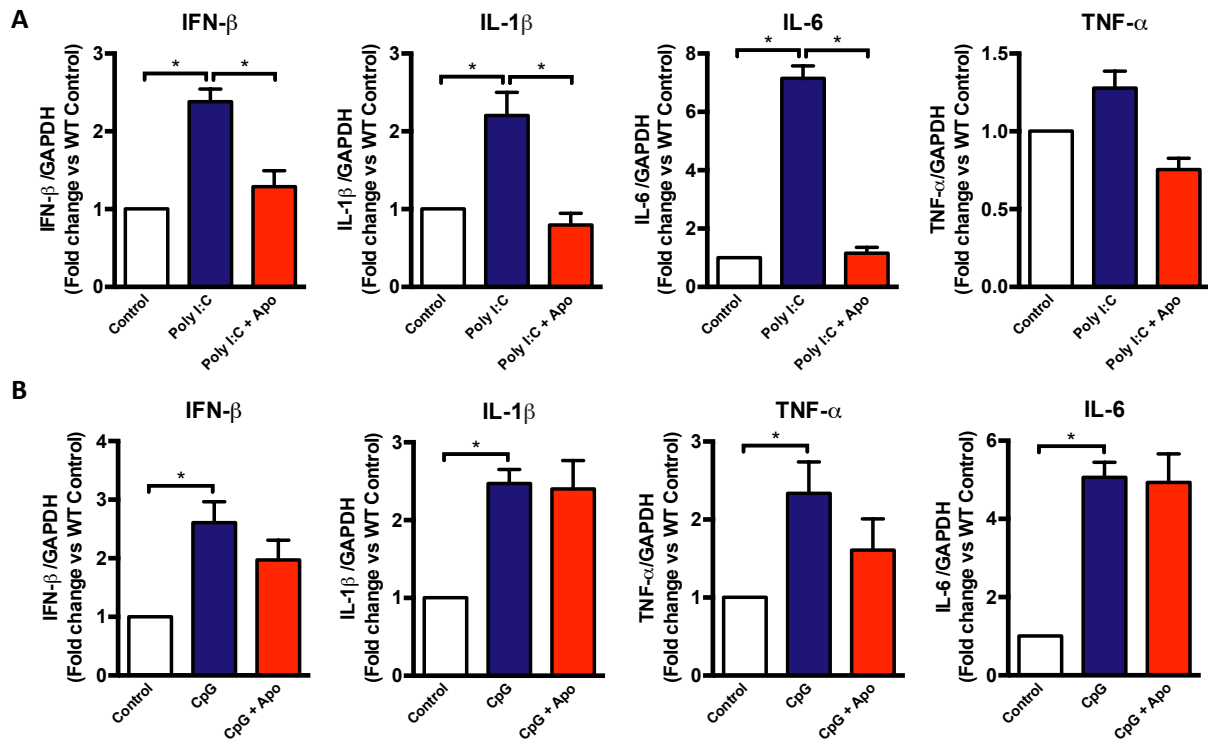 A
IFN-β
IFN-β /GAPDH
(Fold change vs WT Control)
3
2
1
0
*
*
Control
Poly I:C
Poly I:C + Apo
IL-1β
IL-1β /GAPDH
(Fold change vs WT Control)
3
2
1
0
*
*
Control
Poly I:C
Poly I:C + Apo
IL-6
IL-6 /GAPDH
(Fold change vs WT Control)
8
6
4
2
0
*
*
Control
Poly I:C
Poly I:C + Apo
TNF-α
TNF-α/GAPDH
(Fold change vs WT Control)
1.5
1.0
0.5
0.0
Control
Poly I:C
Poly I:C + Apo
B
IFN-β
IFN-β /GAPDH
(Fold change vs WT Control)
4
3
2
1
0
*
Control
CpG
CpG + Apo
IL-1β
IL-1β /GAPDH
(Fold change vs WT Control)
3
2
1
0
*
Control
CpG
CpG + Apo
TNF-α
TNF-α/GAPDH
(Fold change vs WT Control)
3
2
1
0
*
Control
CpG
CpG + Apo
IL-6
IL-6 /GAPDH
(Fold change vs WT Control)
6
4
2
0
*
Control
CpG
CpG + Apo